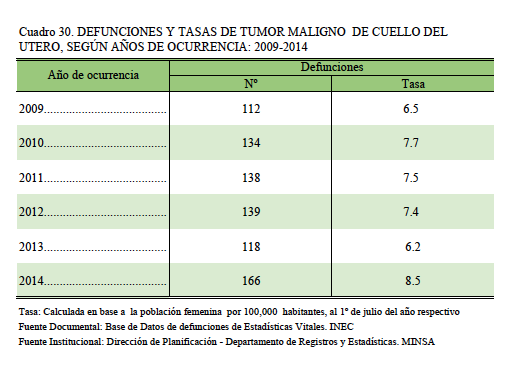 Cuadro 30. DEFUNCIONES Y TASAS DE TUMOR MALIGNO DE CUELLO DEL
UTERO, SEGÚN AÑOS DE OCURRENCIA: 2009-2014
Año de ocurrencia Defunciones
Nº Tasa
2009....................................... 112 6.5
2010....................................... 134 7.7
2011....................................... 138 7.5
2012....................................... 139 7.4
2013....................................... 118 6.2
2014....................................... 166 8.5
Tasa: Calculada en base a la población femenina por 100,000 habitantes, al 1º de julio del año respectivo
Fuente Documental: Base de Datos de defunciones de Estadísticas Vitales. INEC
Fuente Institucional: Dirección de Planificación - Departamento de Registros y Estadísticas. MINSA